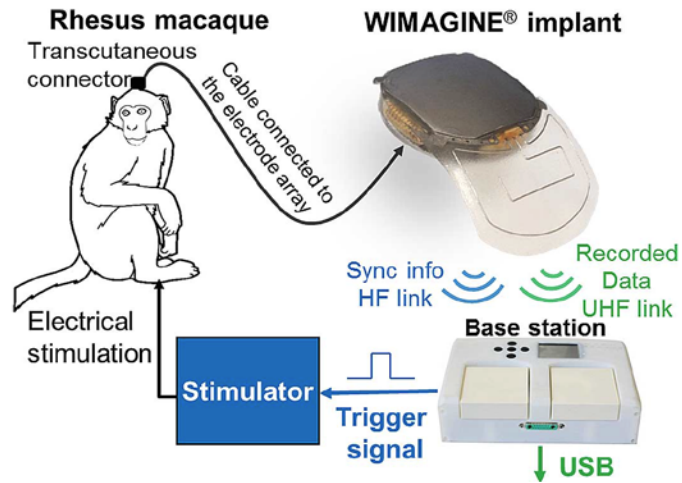 Rhesus macaque
WIMAGINE® implant
Transcutaneous
connector
Cable connected to
the electrode array
Sync info
HF link
Recorded
Data
UHF link
Base station
Electrical
stimulation
Stimulator
Trigger
signal
USB